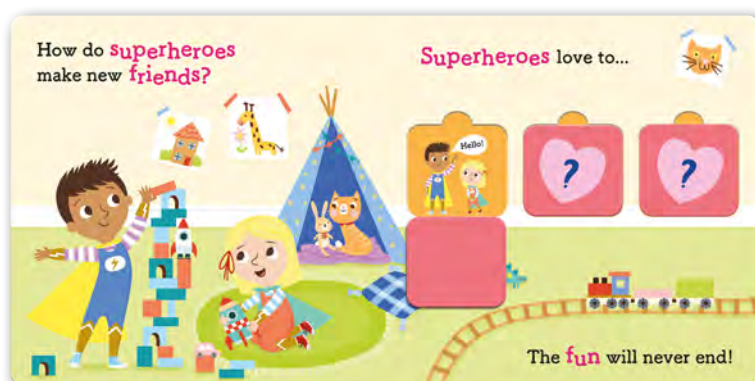 How do superheroes
make new friends?
Superheroes love to...
Hello!
?
?
The fun will never end!